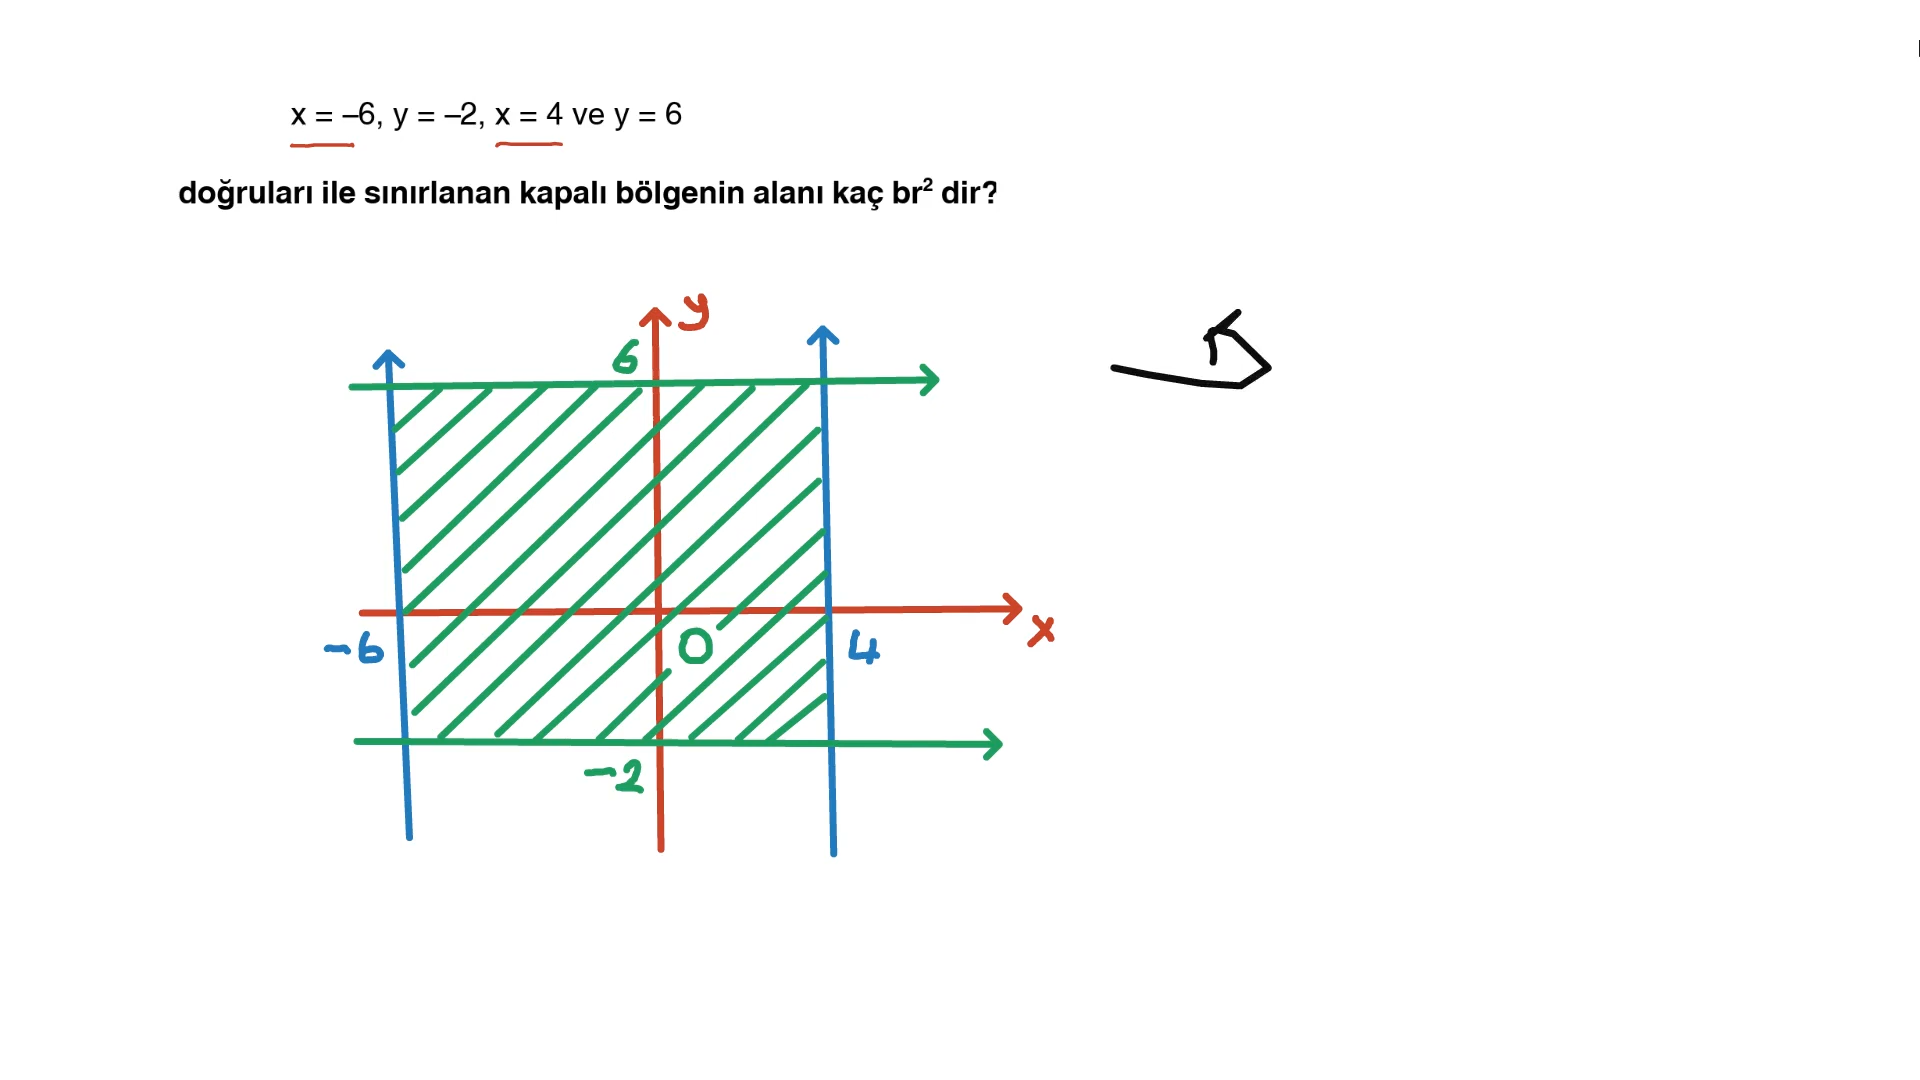 x = –6, y = –2, x = 4 ve y = 6
doğruları ile sınırlanan kapalı bölgenin alanı kaç br² dir?
y
6
-6
0
4
x
-2